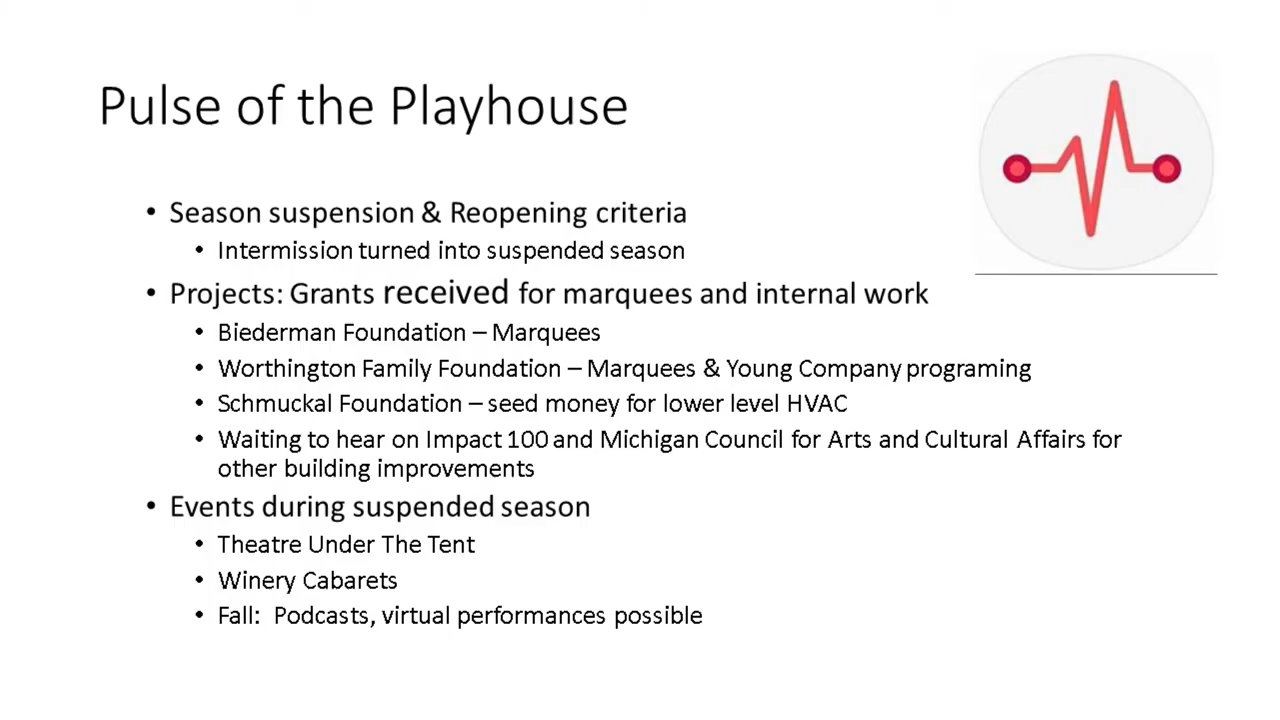 Pulse of the Playhouse
• Season suspension & Reopening criteria
• Intermission turned into suspended season
• Projects: Grants received for marquees and internal work
• Biederman Foundation – Marquees
• Worthington Family Foundation – Marquees & Young Company programing
• Schmuckal Foundation – seed money for lower level HVAC
• Waiting to hear on Impact 100 and Michigan Council for Arts and Cultural Affairs for
other building improvements
• Events during suspended season
• Theatre Under The Tent
• Winery Cabarets
• Fall:  Podcasts, virtual performances possible